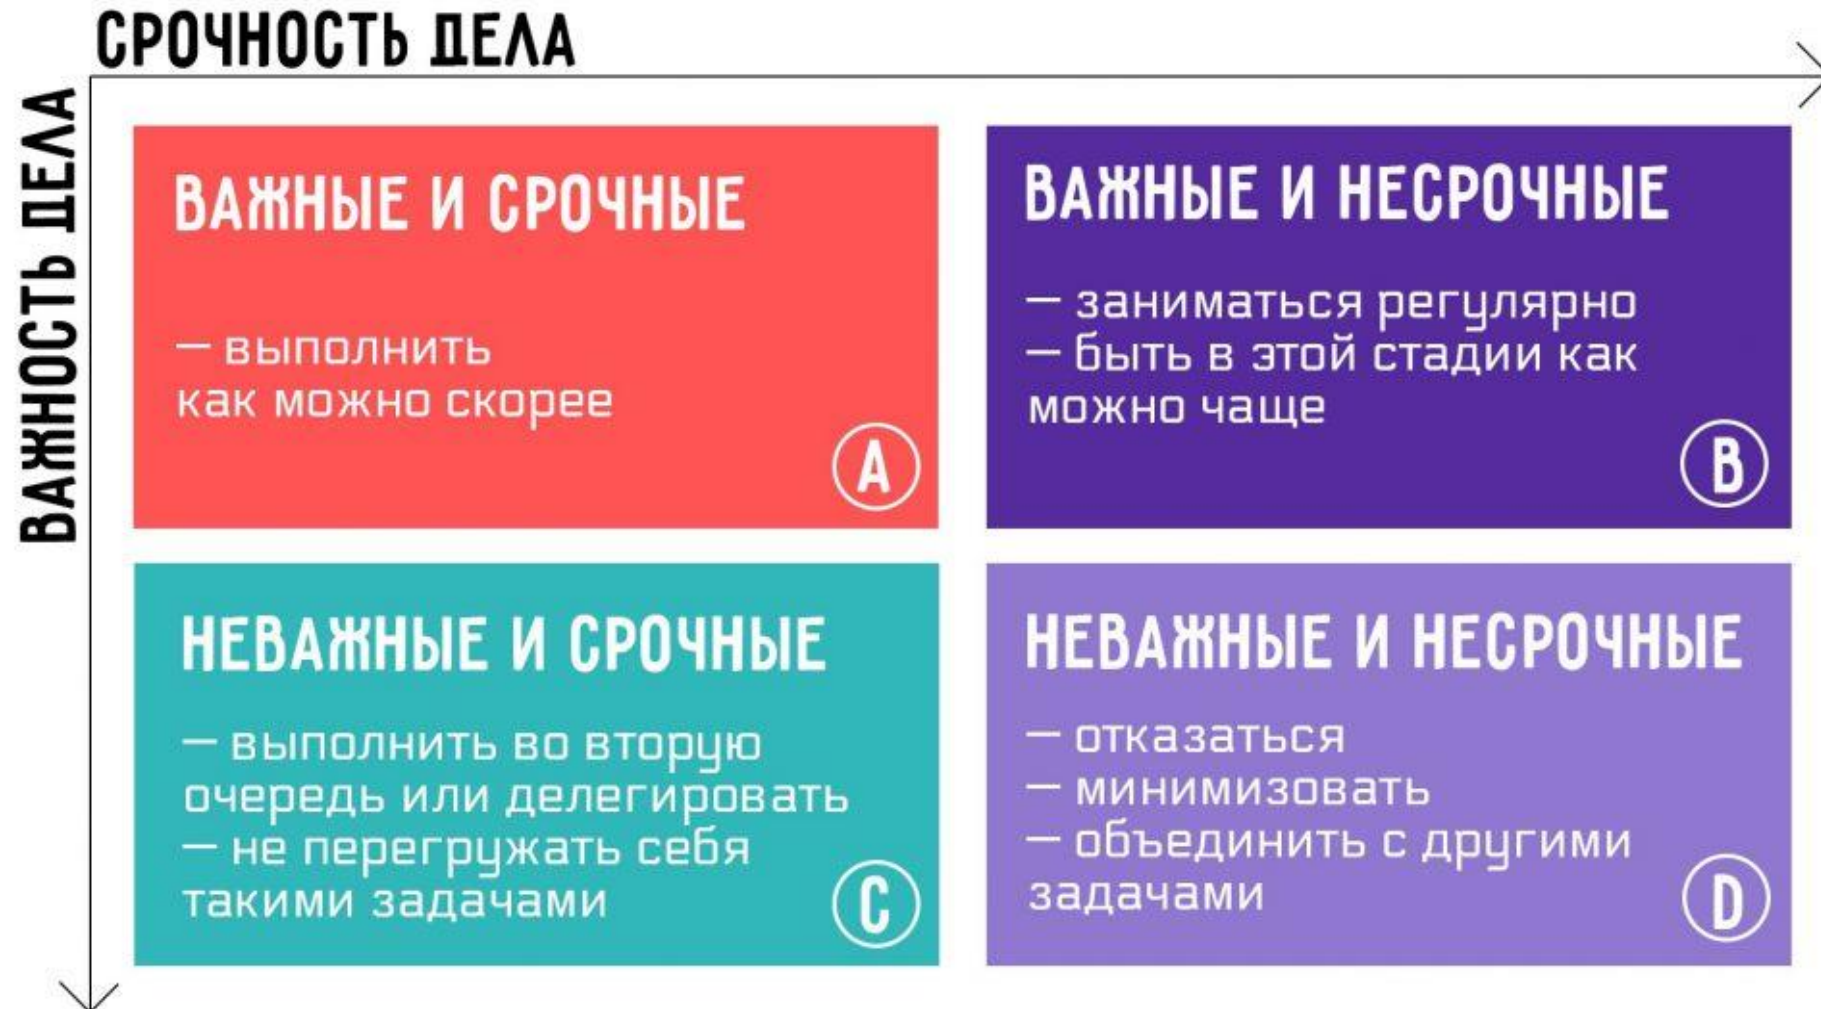 СРОЧНОСТЬ ДЕЛА
ВАЖНОСТЬ ДЕЛА
ВАЖНЫЕ И СРОЧНЫЕ
— выполнить
как можно скорее
A
ВАЖНЫЕ И НЕСРОЧНЫЕ
— заниматься регулярно
— быть в этой стадии как
можно чаще
B
НЕВАЖНЫЕ И СРОЧНЫЕ
— выполнить во вторую
очередь или делегировать
— не перегружать себя
такими задачами
C
НЕВАЖНЫЕ И НЕСРОЧНЫЕ
— отказаться
— минимизовать
— объединить с другими
задачами
D